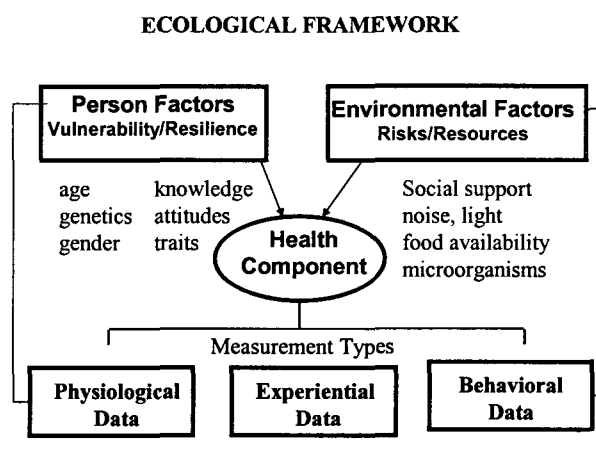 ECOLOGICAL FRAMEWORK
Person Factors
Vulnerability/Resilience
Environmental Factors
Risks/Resources
age knowledge
genetics attitudes
gender traits
Social support
noise, light
food availability
microorganisms
Health
Component
Measurement Types
Physiological
Data
Experiential
Data
Behavioral
Data